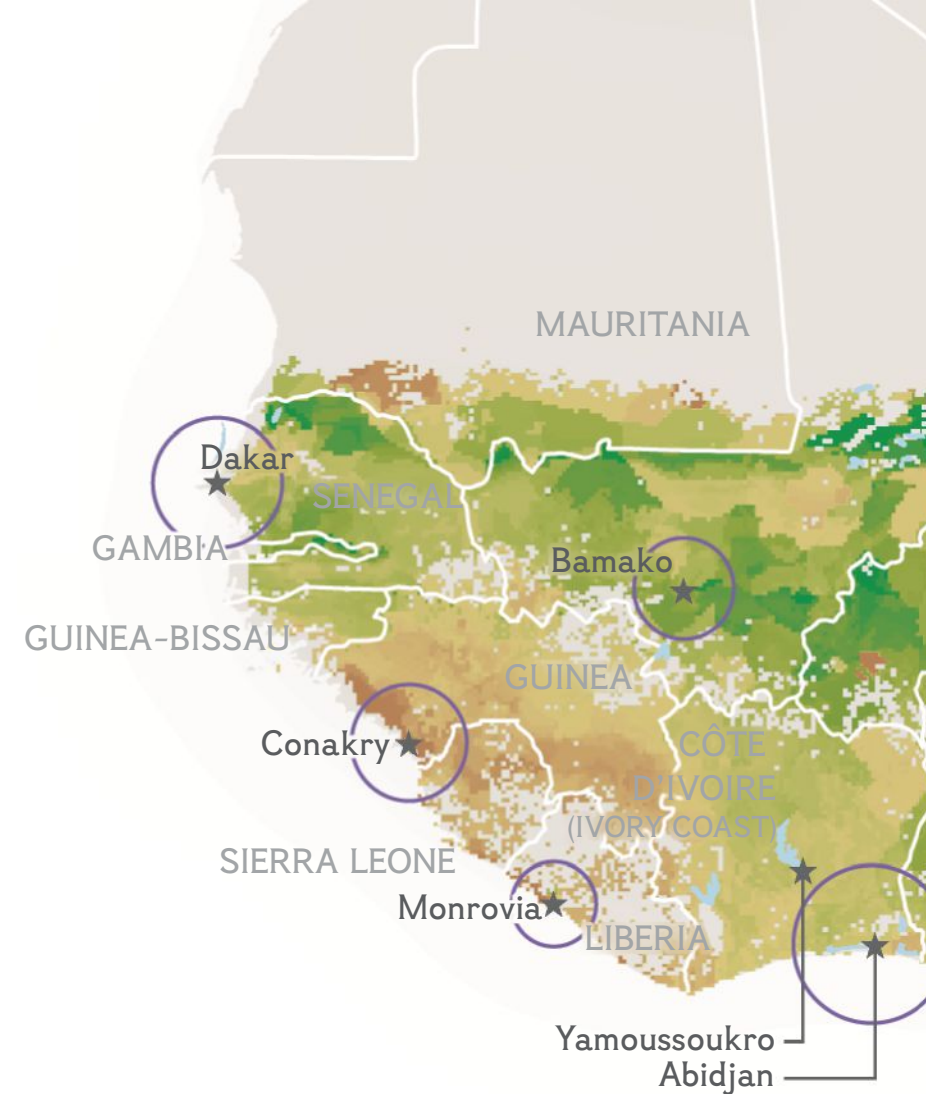 MAURITANIA
Dakar
SENEGAL
GAMBIA
Bamako
GUINEA-BISSAU
GUINEA
Conakry
CÔTE
D'IVOIRE
(IVORY COAST)
SIERRA LEONE
Monrovia
LIBERIA
Yamoussoukro
Abidjan